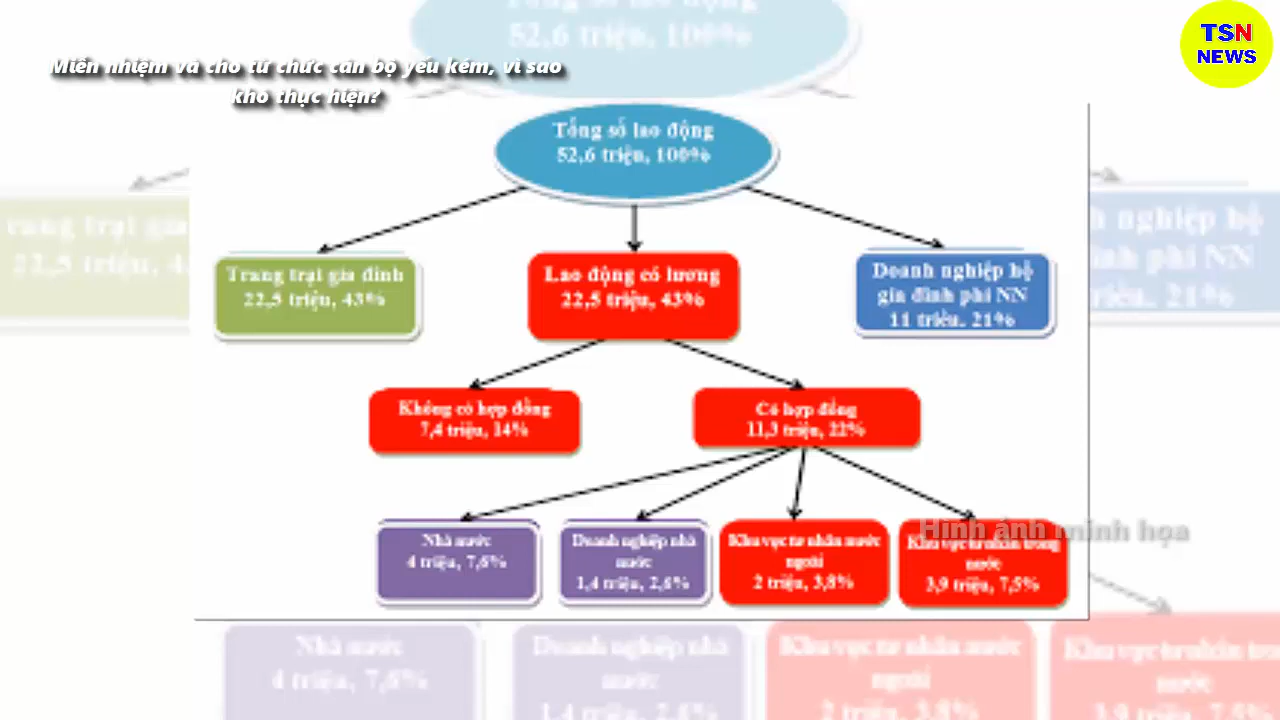 TSN
NEWS
Miễn nhiệm và cho từ chức cán bộ yếu kém, vì sao
khó thực hiện?
Tổng số lao động
52,6 triệu, 100%
Trang trại gia đình
22,5 triệu, 43%
Lao động có lương
22,5 triệu, 43%
Doanh nghiệp hộ
gia đình phi NN
11 triệu, 21%
Không có hợp đồng
7,4 triệu, 14%
Có hợp đồng
11,3 triệu, 22%
Nhà nước
4 triệu, 7,6%
Doanh nghiệp nhà
nước
1,4 triệu, 2,6%
Khu vực tư nhân nước
ngoài
2 triệu, 3,8%
Khu vực tư nhân trong
nước
3,9 triệu, 7,5%
Hình ảnh minh họa